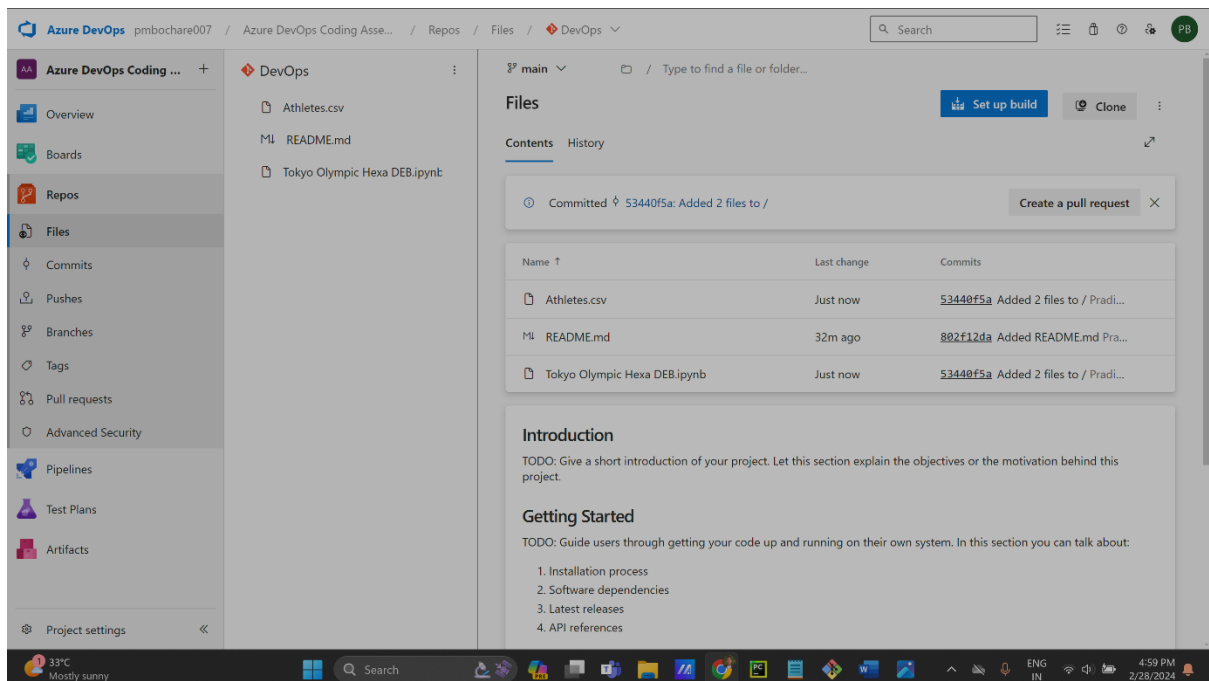 Azure DevOps pmbochare007 / Azure DevOps Coding Asse... / Repos / Files / DevOps
Search
PB
AA Azure DevOps Coding ... +
Overview
Boards
Repos
Files
Commits
Pushes
Branches
Tags
Pull requests
Advanced Security
Pipelines
Test Plans
Artifacts
Project settings
DevOps
Athletes.csv
README.md
Tokyo Olympic Hexa DEB.ipynb
main / Type to find a file or folder...
Files
Set up build
Clone
Contents History
Committed 53440f5a: Added 2 files to /
Create a pull request
Name ↑ Last change Commits
Athletes.csv Just now 53440f5a Added 2 files to / Pradi...
README.md 32m ago 802f12da Added README.md Pra...
Tokyo Olympic Hexa DEB.ipynb Just now 53440f5a Added 2 files to / Pradi...
Introduction
TODO: Give a short introduction of your project. Let this section explain the objectives or the motivation behind this
project.
Getting Started
TODO: Guide users through getting your code up and running on their own system. In this section you can talk about:
1. Installation process
2. Software dependencies
3. Latest releases
4. API references
1
33°C
Mostly sunny
Search
PRE
PC
W
ENG
IN
4:59 PM
2/28/2024